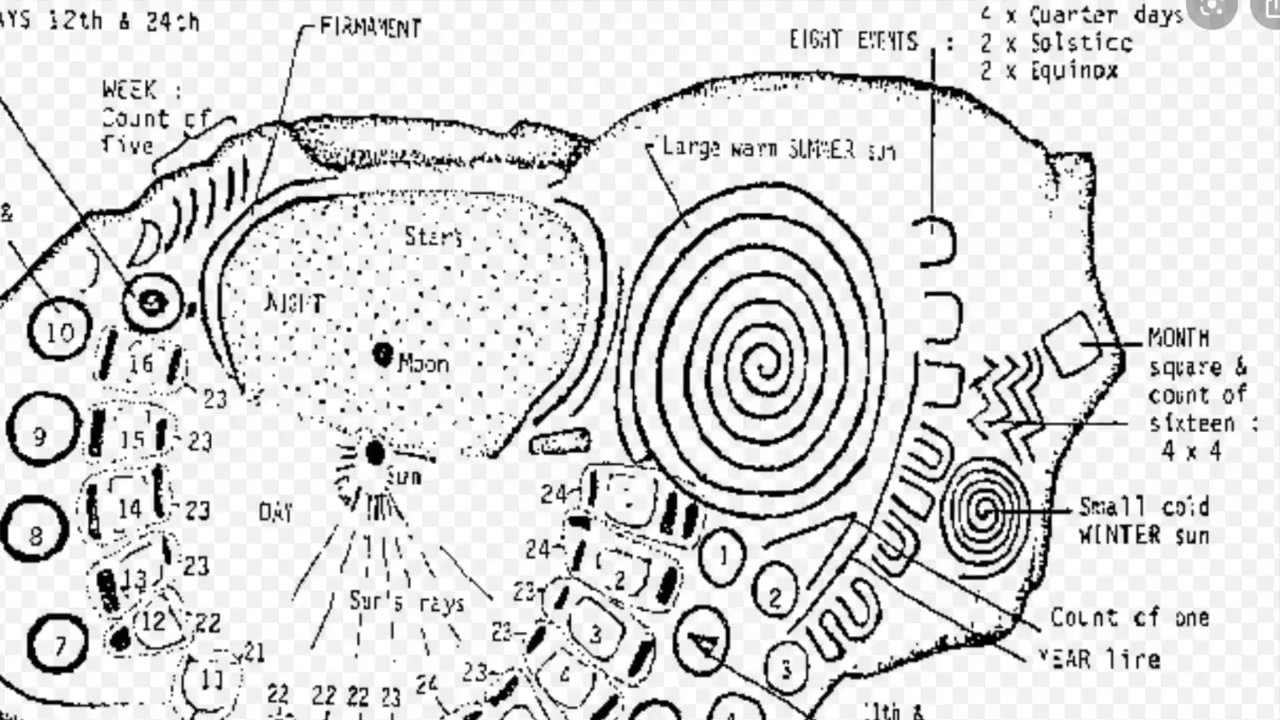 AYS 12th & 24th
FIRMAMENT
4 x Quarter days
EIGHT EVENTS : 2 x Solstice
2 x Equinox
WEEK :
Count of
five
Large warm SUMMER sun
&
Stars
NIGHT
Moon
10
16
23
MONTH
square &
count of
sixteen :
4 x 4
9
15
23
Sun
24
14
23
DAY
8
Small cold
WINTER sun
24
1
13
23
2
2
23
12
22
Sun's rays
3
23
Count of one
7
21
11
23
4
3
YEAR line
22
22
22
23
24
11th &